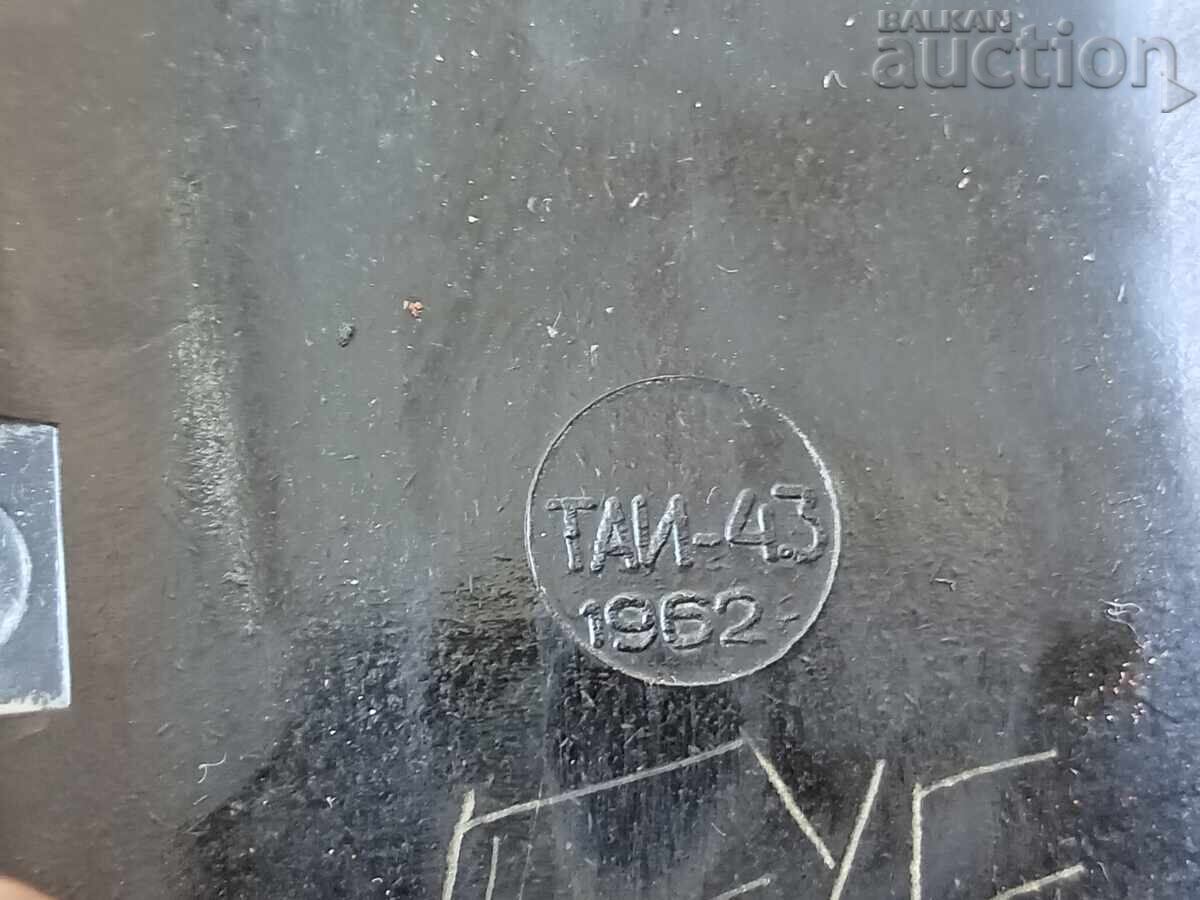 BALKAN
auction
ТАИ-43
1962